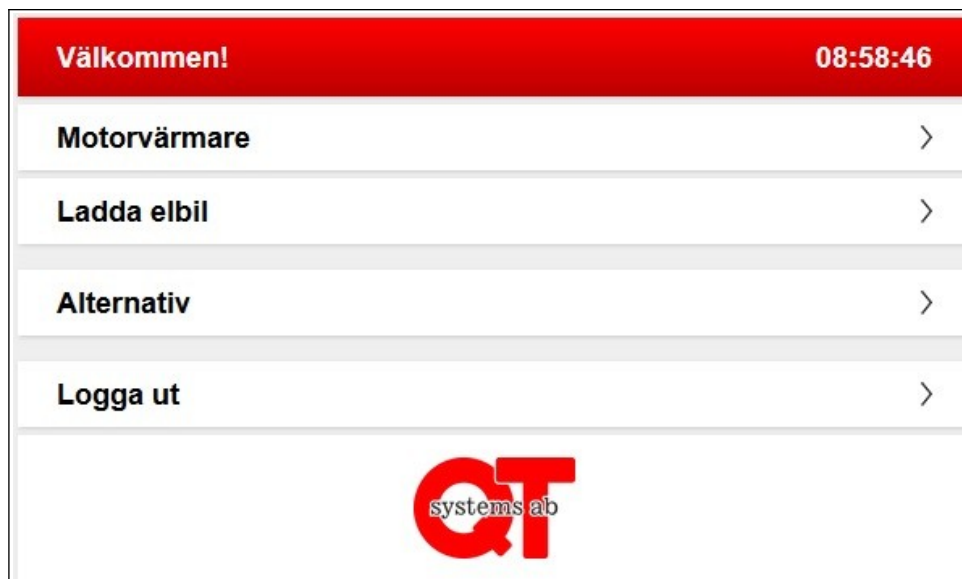 Välkommen! 08:58:46
Motorvärmare
Ladda elbil
Alternativ
Logga ut
QT
systems ab